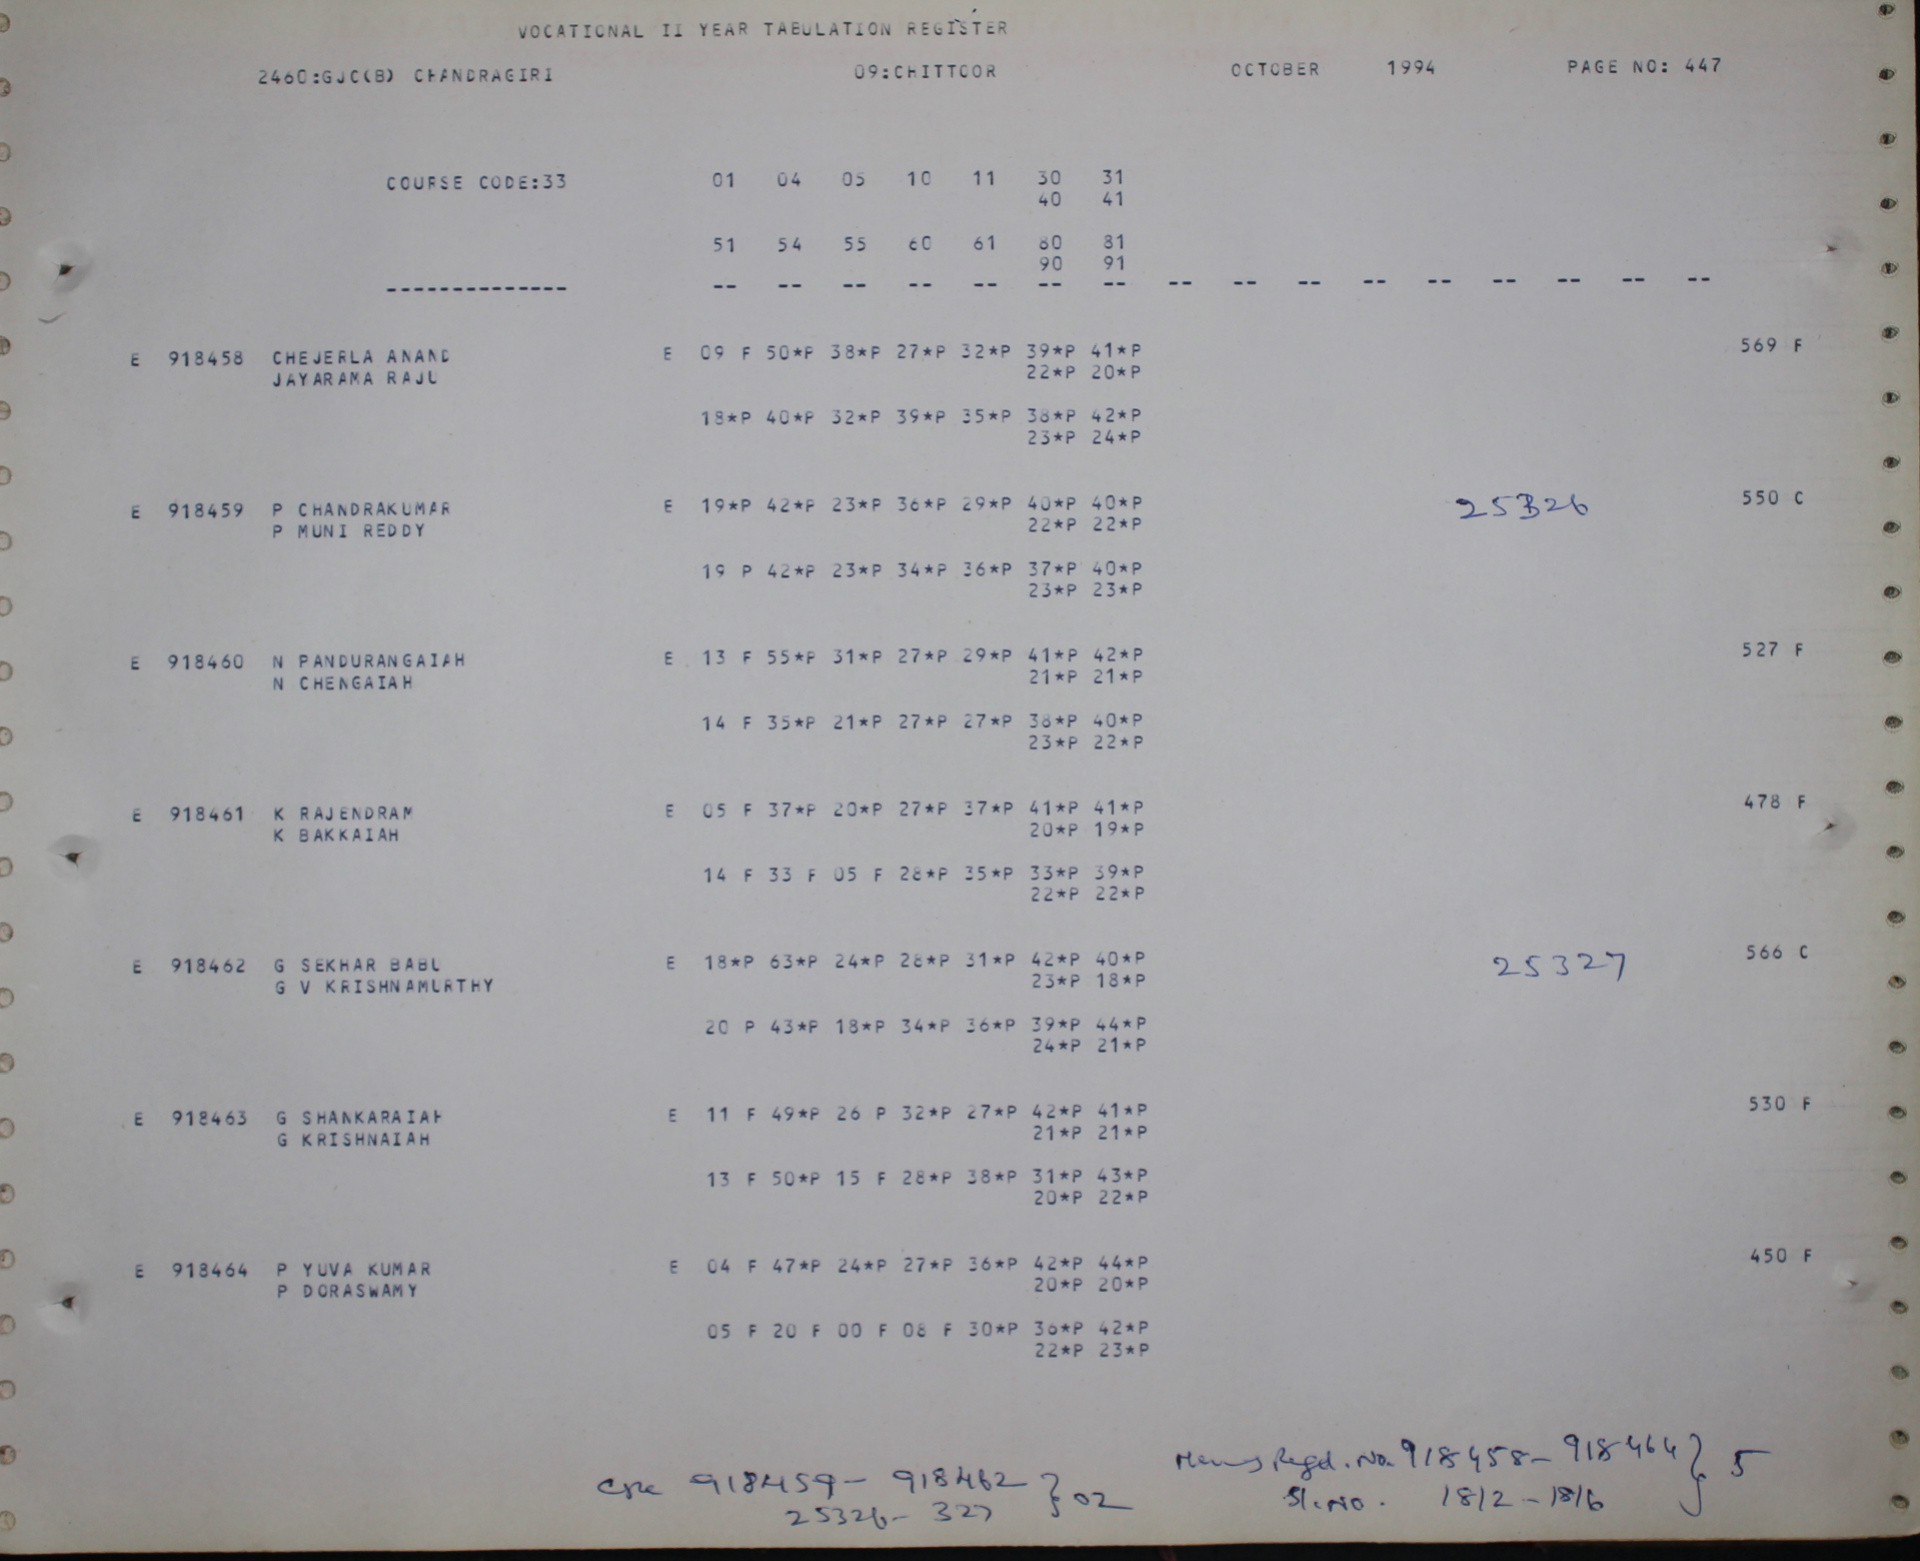 VOCATIONAL II YEAR TABULATION REGISTER
2460:GJC(B) CHANDRAGIRI 09:CHITTOOR OCTOBER 1994 PAGE NO: 447
COURSE CODE:33 01 04 05 10 11 30 31
40 41
51 54 55 60 61 80 81
90 91
-------------- -- -- -- -- -- -- -- -- -- -- -- -- -- -- -- --
E 918458 CHEJERLA ANAND E 09 F 50*P 38*P 27*P 32*P 39*P 41*P 569 F
JAYARAMA RAJU 22*P 20*P
18*P 40*P 32*P 39*P 35*P 38*P 42*P
23*P 24*P
E 918459 P CHANDRAKUMAR E 19*P 42*P 23*P 36*P 29*P 40*P 40*P 25326 550 C
P MUNI REDDY 22*P 22*P
19 P 42*P 23*P 34*P 36*P 37*P 40*P
23*P 23*P
E 918460 N PANDURANGAIAH E 13 F 55*P 31*P 27*P 29*P 41*P 42*P 527 F
N CHENGAIAH 21*P 21*P
14 F 35*P 21*P 27*P 27*P 38*P 40*P
23*P 22*P
E 918461 K RAJENDRAM E 05 F 37*P 20*P 27*P 37*P 41*P 41*P 478 F
K BAKKAIAH 20*P 19*P
14 F 33 F 05 F 28*P 35*P 33*P 39*P
22*P 22*P
E 918462 G SEKHAR BABU E 18*P 63*P 24*P 28*P 31*P 42*P 40*P 25327 566 C
G V KRISHNAMURTHY 23*P 18*P
20 P 43*P 18*P 34*P 36*P 39*P 44*P
24*P 21*P
E 918463 G SHANKARAIAH E 11 F 49*P 26 P 32*P 27*P 42*P 41*P 530 F
G KRISHNAIAH 21*P 21*P
13 F 50*P 15 F 28*P 38*P 31*P 43*P
20*P 22*P
E 918464 P YUVA KUMAR E 04 F 47*P 24*P 27*P 36*P 42*P 44*P 450 F
P DORASWAMY 20*P 20*P
05 F 20 F 00 F 08 F 30*P 36*P 42*P
22*P 23*P
918459 - 918462 } 02
25326 - 327
Regd. No. 918458 - 918464 } 5
Sl. No. 1812 - 1816